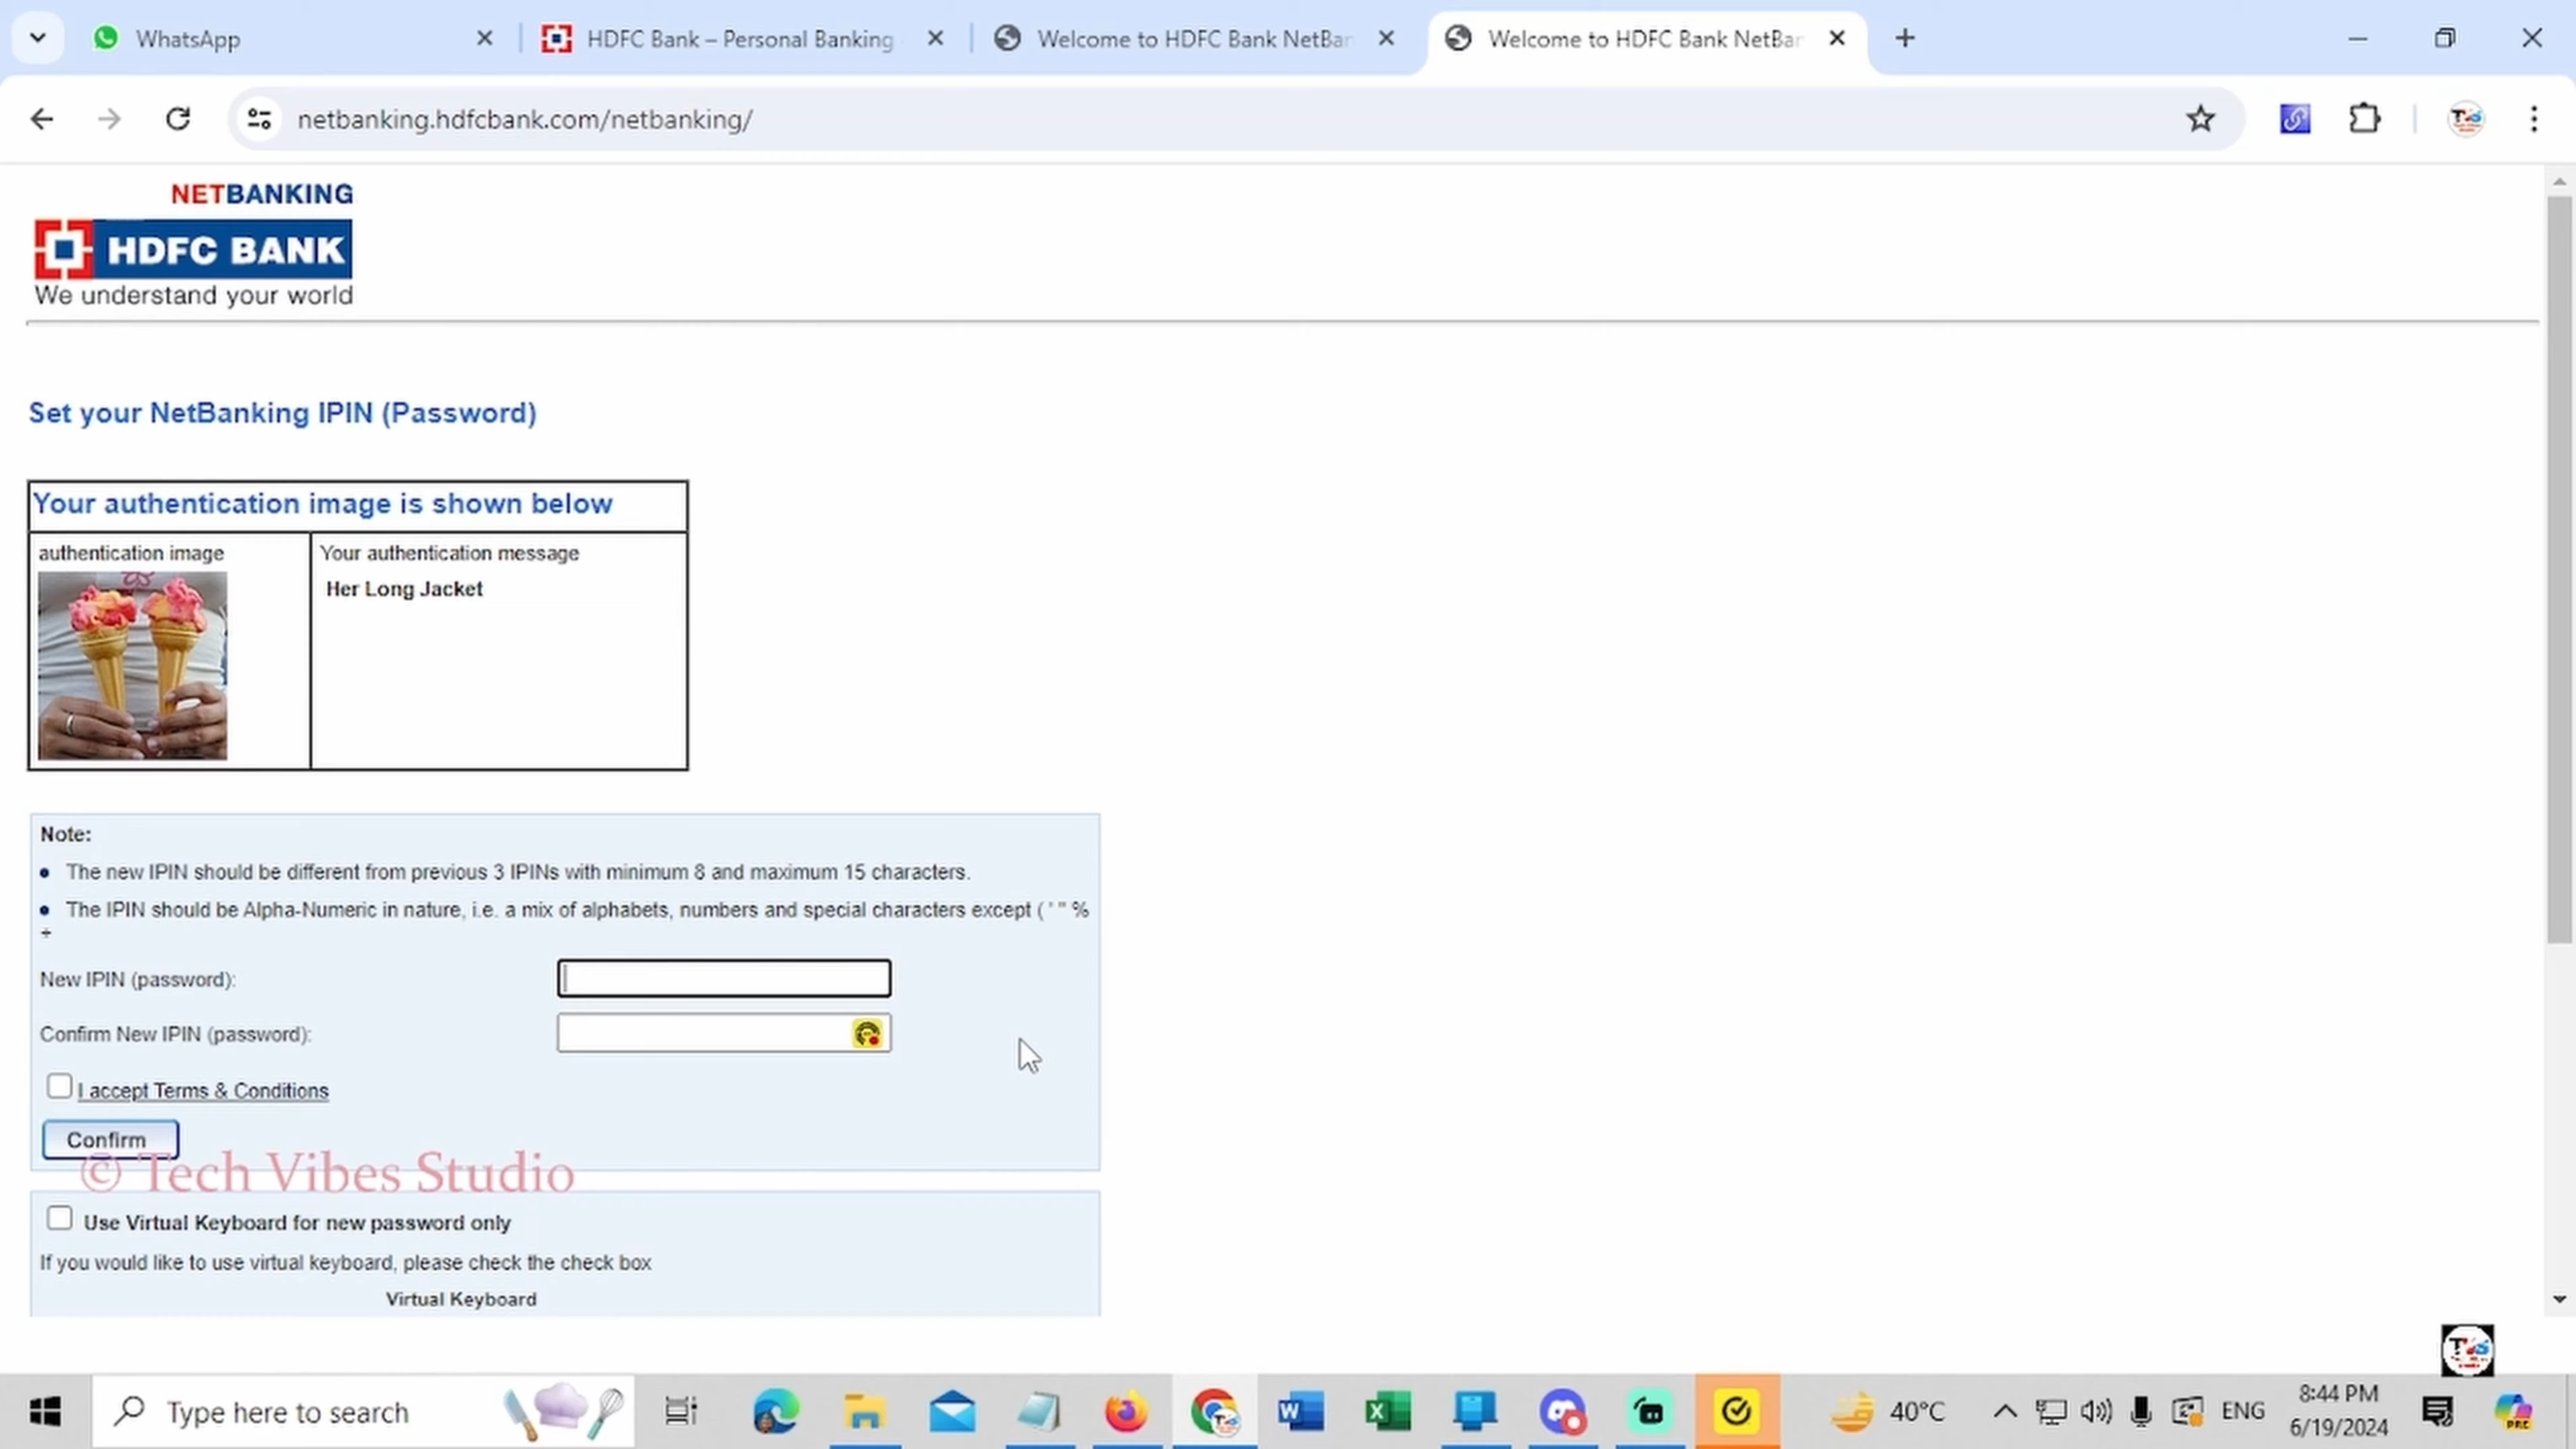 WhatsApp
HDFC Bank – Personal Banking
Welcome to HDFC Bank NetBan
Welcome to HDFC Bank NetBan
netbanking.hdfcbank.com/netbanking/
NETBANKING
HDFC BANK
We understand your world
Set your NetBanking IPIN (Password)
Your authentication image is shown below
authentication image
Your authentication message
Her Long Jacket
Note:
• The new IPIN should be different from previous 3 IPINs with minimum 8 and maximum 15 characters.
• The IPIN should be Alpha-Numeric in nature, i.e. a mix of alphabets, numbers and special characters except ( ' " %
+
New IPIN (password):
Confirm New IPIN (password):
I accept Terms & Conditions
Confirm
© Tech Vibes Studio
Use Virtual Keyboard for new password only
If you would like to use virtual keyboard, please check the check box
Virtual Keyboard
Type here to search
40°C
ENG
8:44 PM
6/19/2024